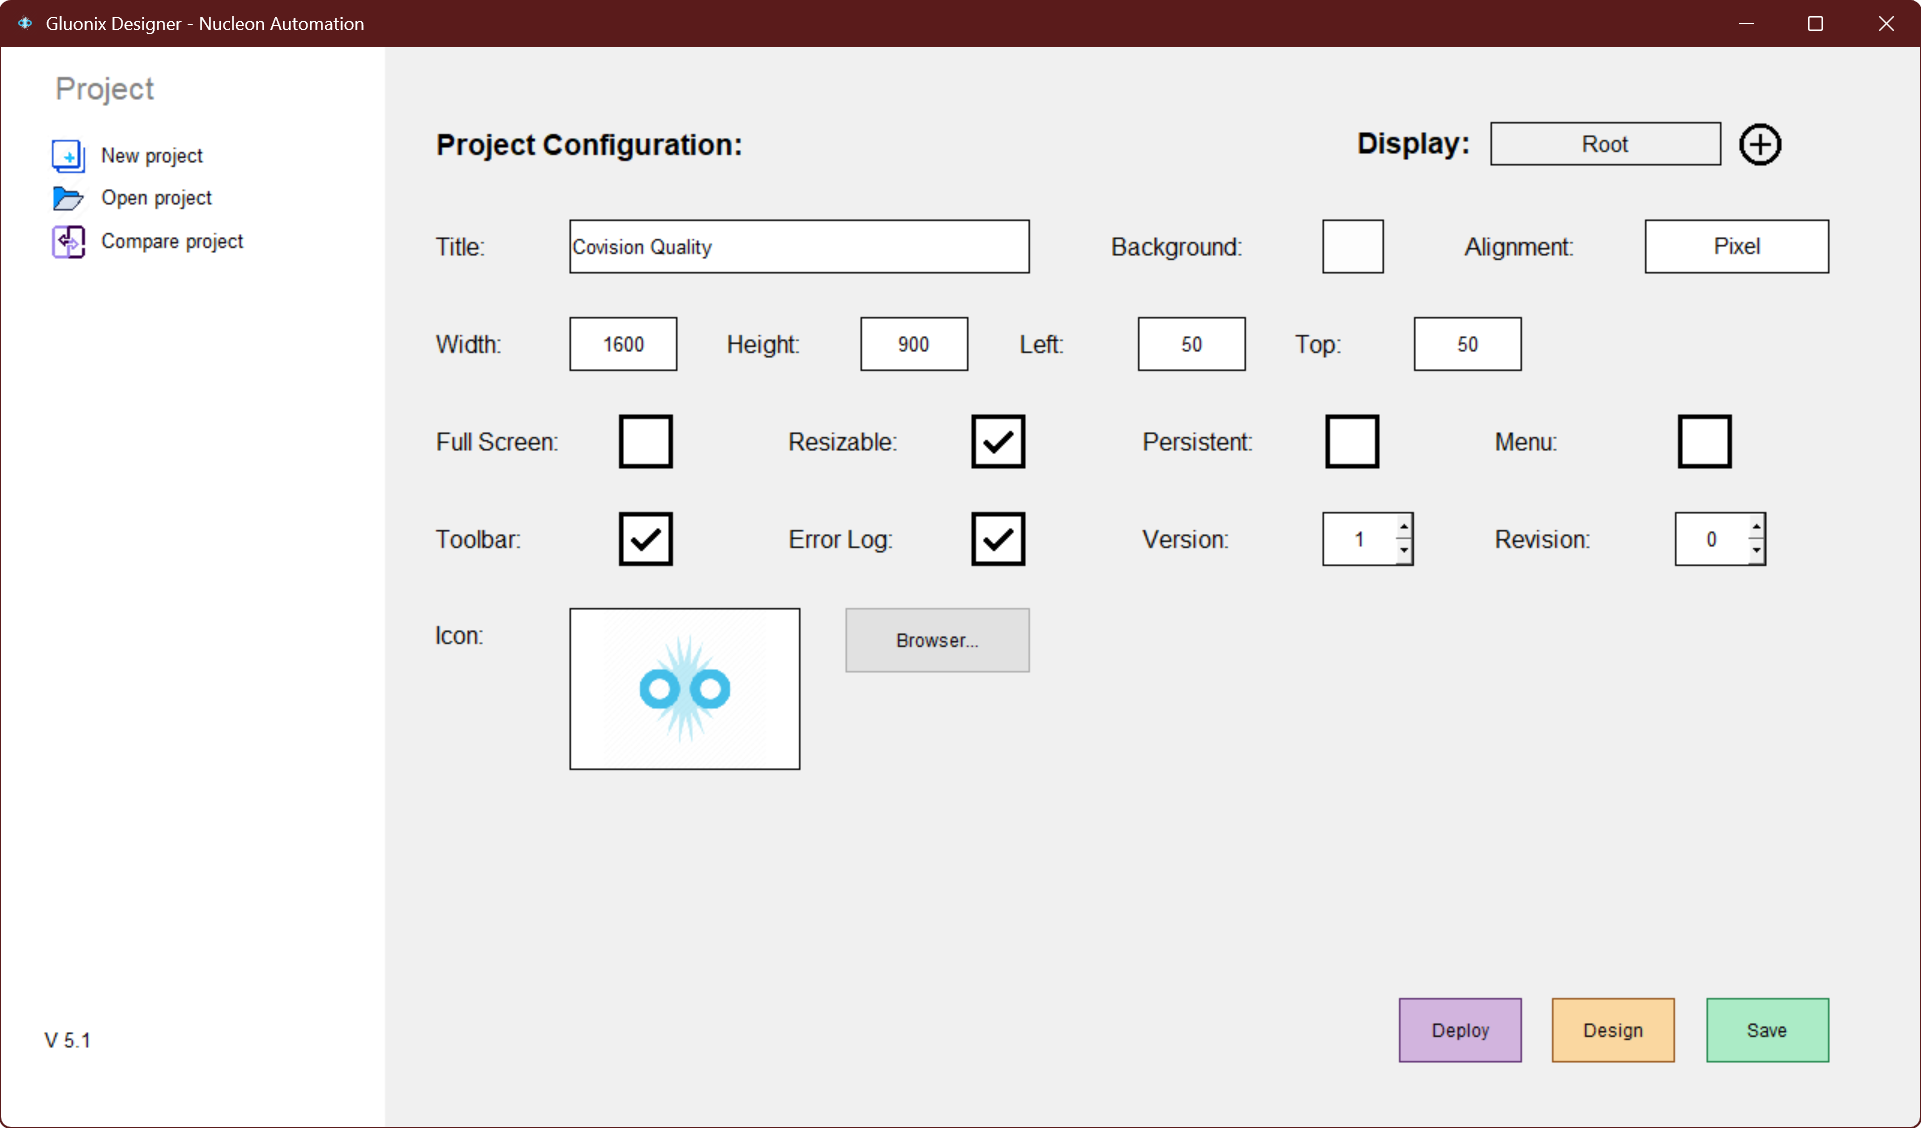 Gluonix Designer - Nucleon Automation
Project
New project
Open project
Compare project
V 5.1
Project Configuration:
Display: Root
Title: Covision Quality Background: Alignment: Pixel
Width: 1600 Height: 900 Left: 50 Top: 50
Full Screen: Resizable: Persistent: Menu:
Toolbar: Error Log: Version: 1 Revision: 0
Icon: Browser...
Deploy Design Save